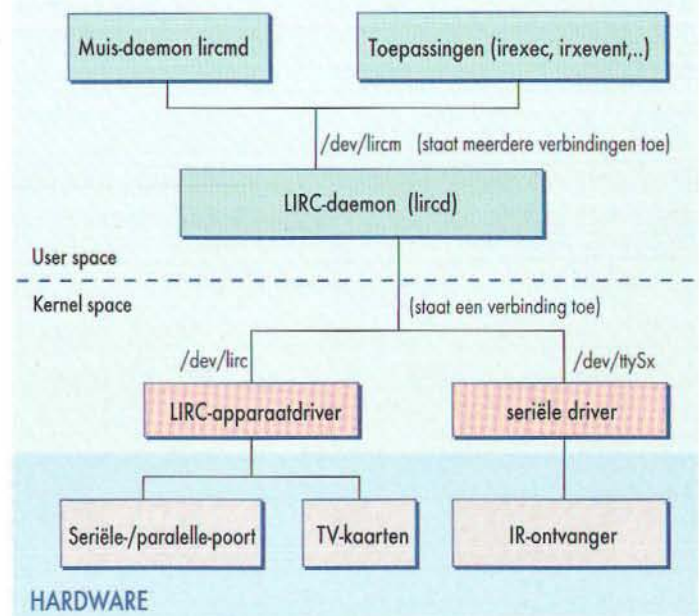 Muis-daemon lircmd
Toepassingen (irexec, irxevent,..)
/dev/lircm (staat meerdere verbindingen toe)
LIRC-daemon (lircd)
User space
Kernel space
(staat een verbinding toe)
/dev/lirc
/dev/ttySx
LIRC-apparaatdriver
seriële driver
Seriële-/paralelle-poort
TV-kaarten
IR-ontvanger
HARDWARE